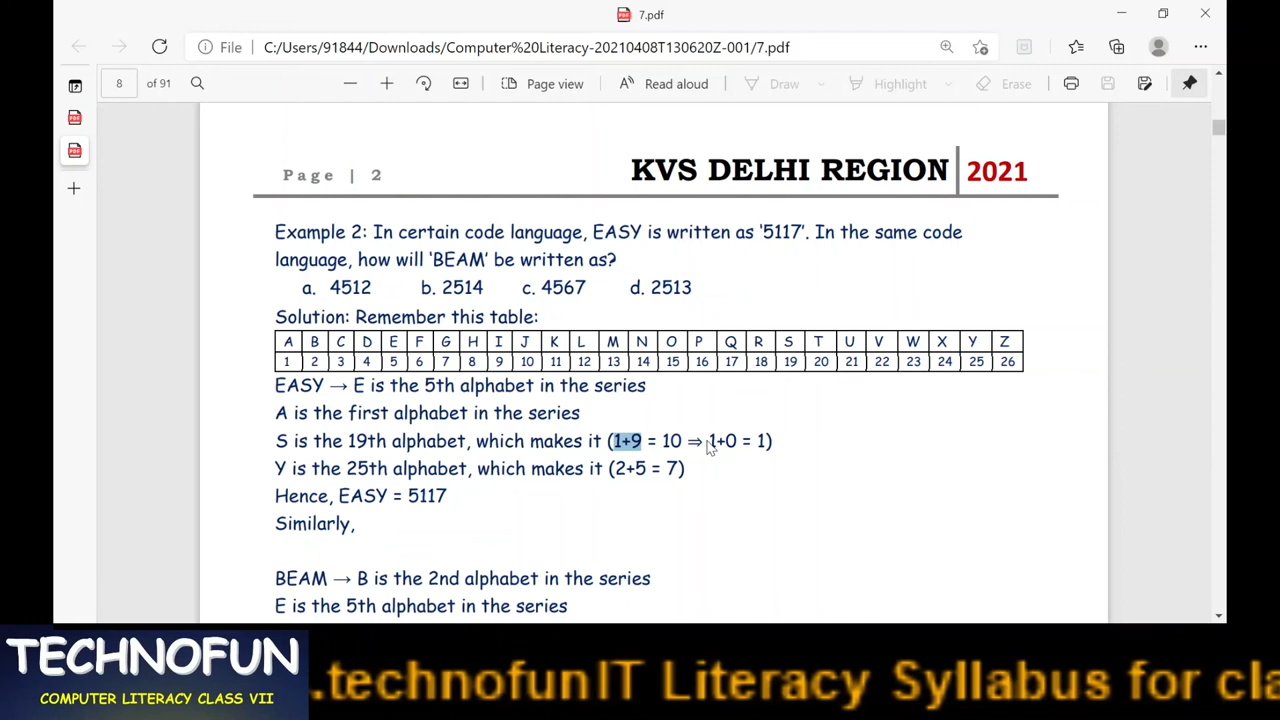 7.pdf
File C:/Users/91844/Downloads/Computer%20Literacy-20210408T130620Z-001/7.pdf
8 of 91 Page view Read aloud Draw Highlight Erase
Page | 2 KVS DELHI REGION 2021
Example 2: In certain code language, EASY is written as ‘5117’. In the same code
language, how will ‘BEAM’ be written as?
a. 4512 b. 2514 c. 4567 d. 2513
Solution: Remember this table:
A B C D E F G H I J K L M N O P Q R S T U V W X Y Z
1 2 3 4 5 6 7 8 9 10 11 12 13 14 15 16 17 18 19 20 21 22 23 24 25 26
EASY → E is the 5th alphabet in the series
A is the first alphabet in the series
S is the 19th alphabet, which makes it (1+9 = 10 ⇒ 1+0 = 1)
Y is the 25th alphabet, which makes it (2+5 = 7)
Hence, EASY = 5117
Similarly,
BEAM → B is the 2nd alphabet in the series
E is the 5th alphabet in the series
TECHNOFUN
COMPUTER LITERACY CLASS VII
.technofunIT Literacy Syllabus for cla